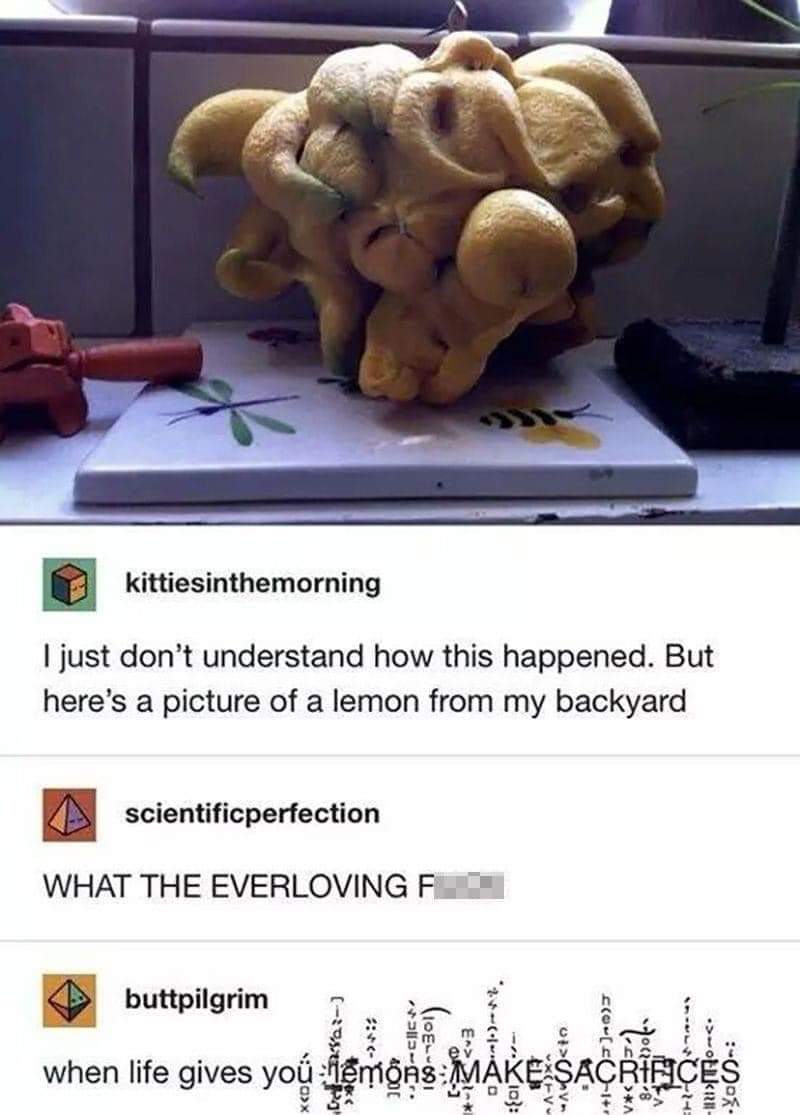 kittiesinthemorning
I just don't understand how this happened. But
here's a picture of a lemon from my backyard
scientificperfection
WHAT THE EVERLOVING F
buttpilgrim
when life gives you lemons MAKE SACRIFICES